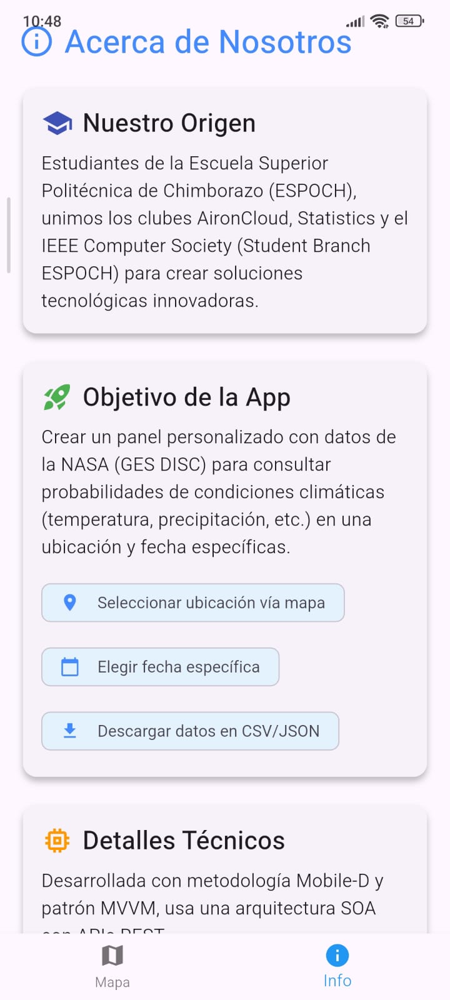 10:48
54
Acerca de Nosotros
Nuestro Origen
Estudiantes de la Escuela Superior
Politécnica de Chimborazo (ESPOCH),
unimos los clubes AironCloud, Statistics y el
IEEE Computer Society (Student Branch
ESPOCH) para crear soluciones
tecnológicas innovadoras.
Objetivo de la App
Crear un panel personalizado con datos de
la NASA (GES DISC) para consultar
probabilidades de condiciones climáticas
(temperatura, precipitación, etc.) en una
ubicación y fecha específicas.
Seleccionar ubicación vía mapa
Elegir fecha específica
Descargar datos en CSV/JSON
Detalles Técnicos
Desarrollada con metodología Mobile-D y
patrón MVVM, usa una arquitectura SOA
con APIs REST
Mapa
Info